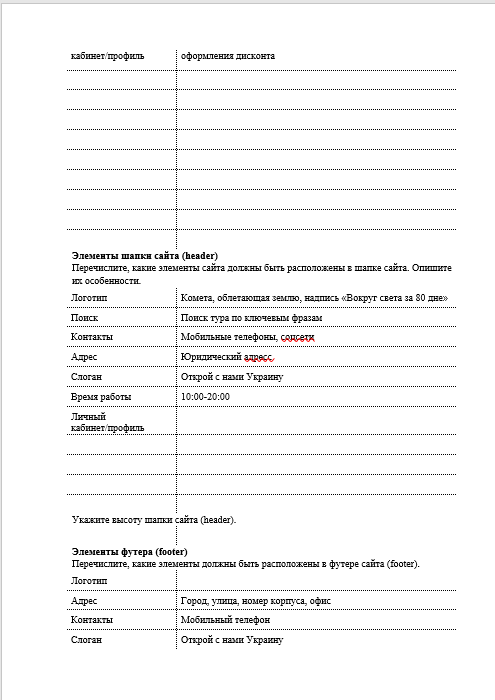 кабинет/профиль оформления дисконта
Элементы шапки сайта (header)
Перечислите, какие элементы сайта должны быть расположены в шапке сайта. Опишите
их особенности.
Логотип Комета, облетающая землю, надпись «Вокруг света за 80 дне»
Поиск Поиск тура по ключевым фразам
Контакты Мобильные телефоны, соцсети
Адрес Юридический адресс
Слоган Открой с нами Украину
Время работы 10:00-20:00
Личный
кабинет/профиль
Укажите высоту шапки сайта (header).
Элементы футера (footer)
Перечислите, какие элементы должны быть расположены в футере сайта (footer).
Логотип
Адрес Город, улица, номер корпуса, офис
Контакты Мобильный телефон
Слоган Открой с нами Украину